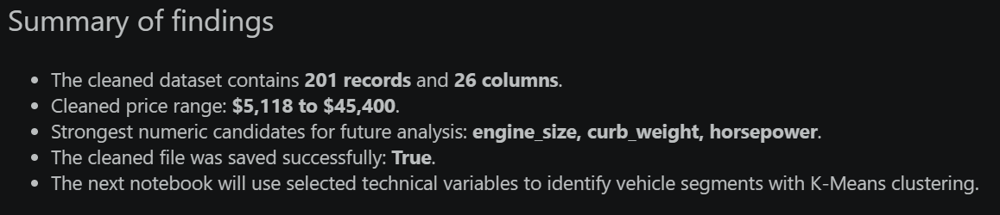 Summary of findings
• The cleaned dataset contains 201 records and 26 columns.
• Cleaned price range: $5,118 to $45,400.
• Strongest numeric candidates for future analysis: engine_size, curb_weight, horsepower.
• The cleaned file was saved successfully: True.
• The next notebook will use selected technical variables to identify vehicle segments with K-Means clustering.